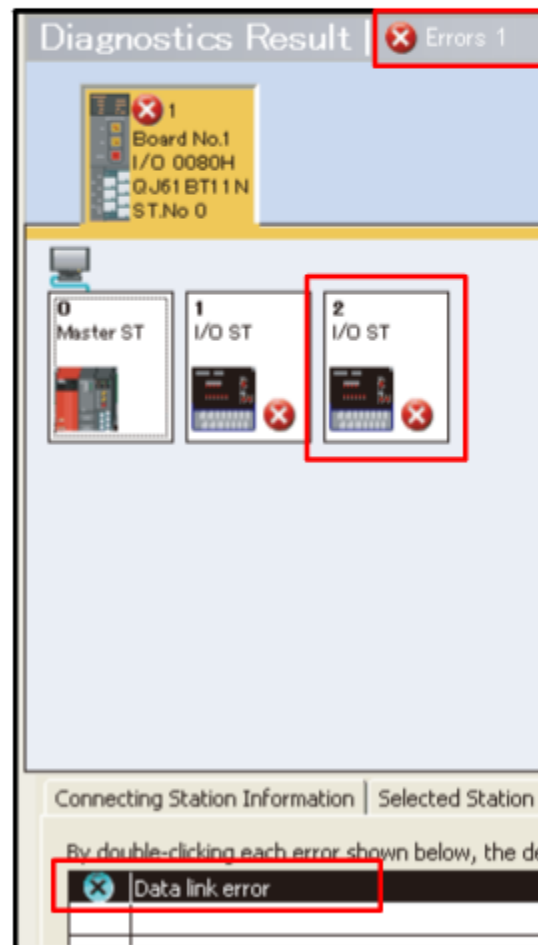 Diagnostics Result
Errors 1
1
Board No.1
I/O 0080H
QJ61BT11N
ST.No 0
0
Master ST
1
I/O ST
2
I/O ST
Connecting Station Information
Selected Station
By double-clicking each error shown below, the de
Data link error